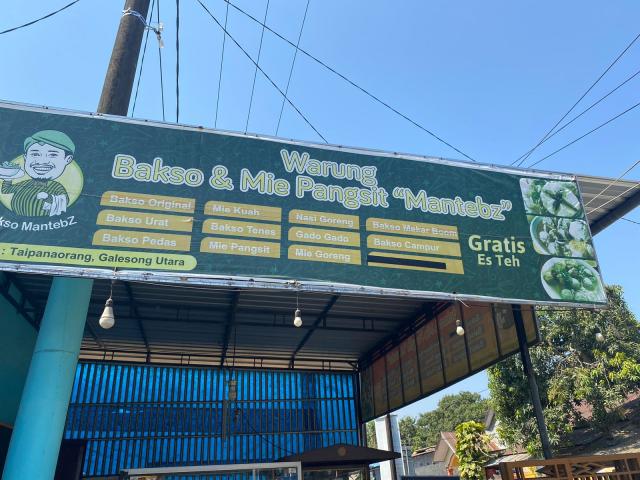 Warung
Bakso & Mie Pangsit "Mantebz"
Bakso Original
Bakso Urat
Bakso Pedas
Mie Kuah
Bakso Tenes
Mie Pangsit
Nasi Goreng
Gado Gado
Mie Goreng
Bakso Mekar Boom
Bakso Campur
Gratis
Es Teh
kso MantebZ
: Taipanaorang, Galesong Utara